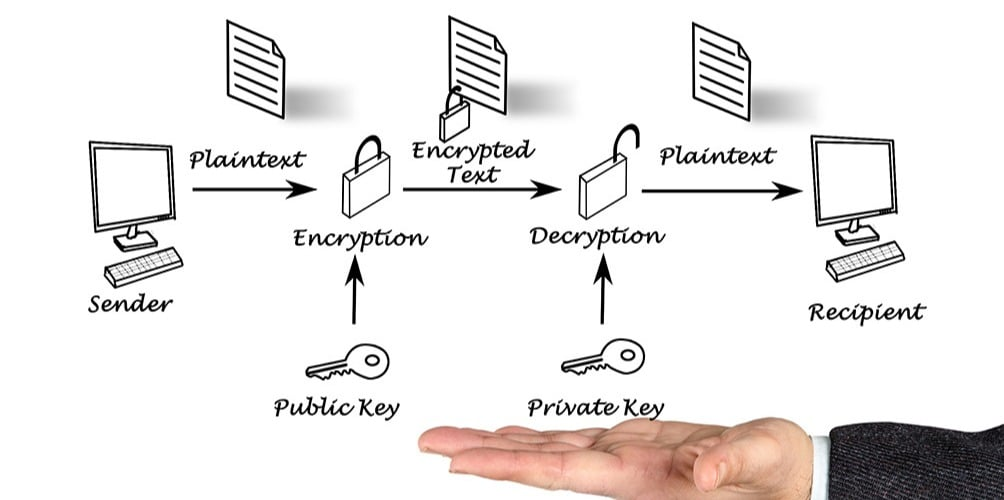 Plaintext
Encrypted
Text
Plaintext
Encryption
Decryption
Sender
Recipient
Public Key
Private Key